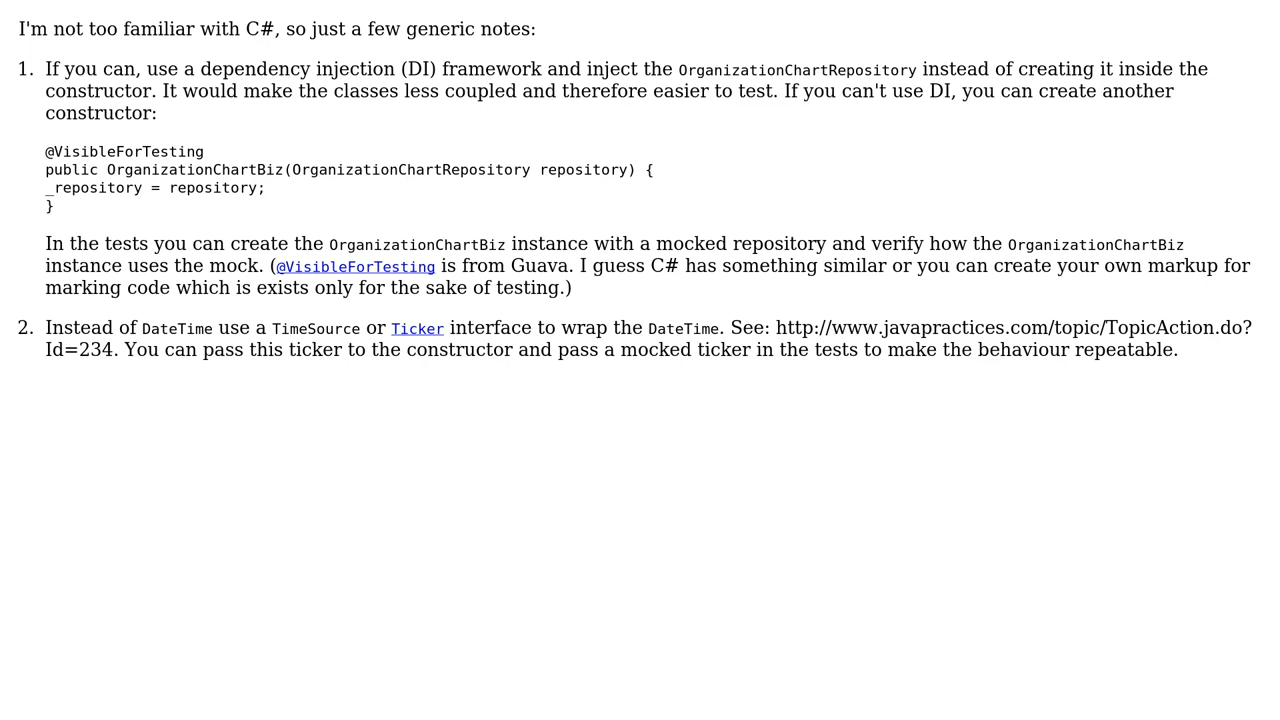 I'm not too familiar with C#, so just a few generic notes:
1. If you can, use a dependency injection (DI) framework and inject the OrganizationChartRepository instead of creating it inside the
constructor. It would make the classes less coupled and therefore easier to test. If you can't use DI, you can create another
constructor:
@VisibleForTesting
public OrganizationChartBiz(OrganizationChartRepository repository) {
_repository = repository;
}
In the tests you can create the OrganizationChartBiz instance with a mocked repository and verify how the OrganizationChartBiz
instance uses the mock. (@VisibleForTesting is from Guava. I guess C# has something similar or you can create your own markup for
marking code which is exists only for the sake of testing.)
2. Instead of DateTime use a TimeSource or Ticker interface to wrap the DateTime. See: http://www.javapractices.com/topic/TopicAction.do?
Id=234. You can pass this ticker to the constructor and pass a mocked ticker in the tests to make the behaviour repeatable.